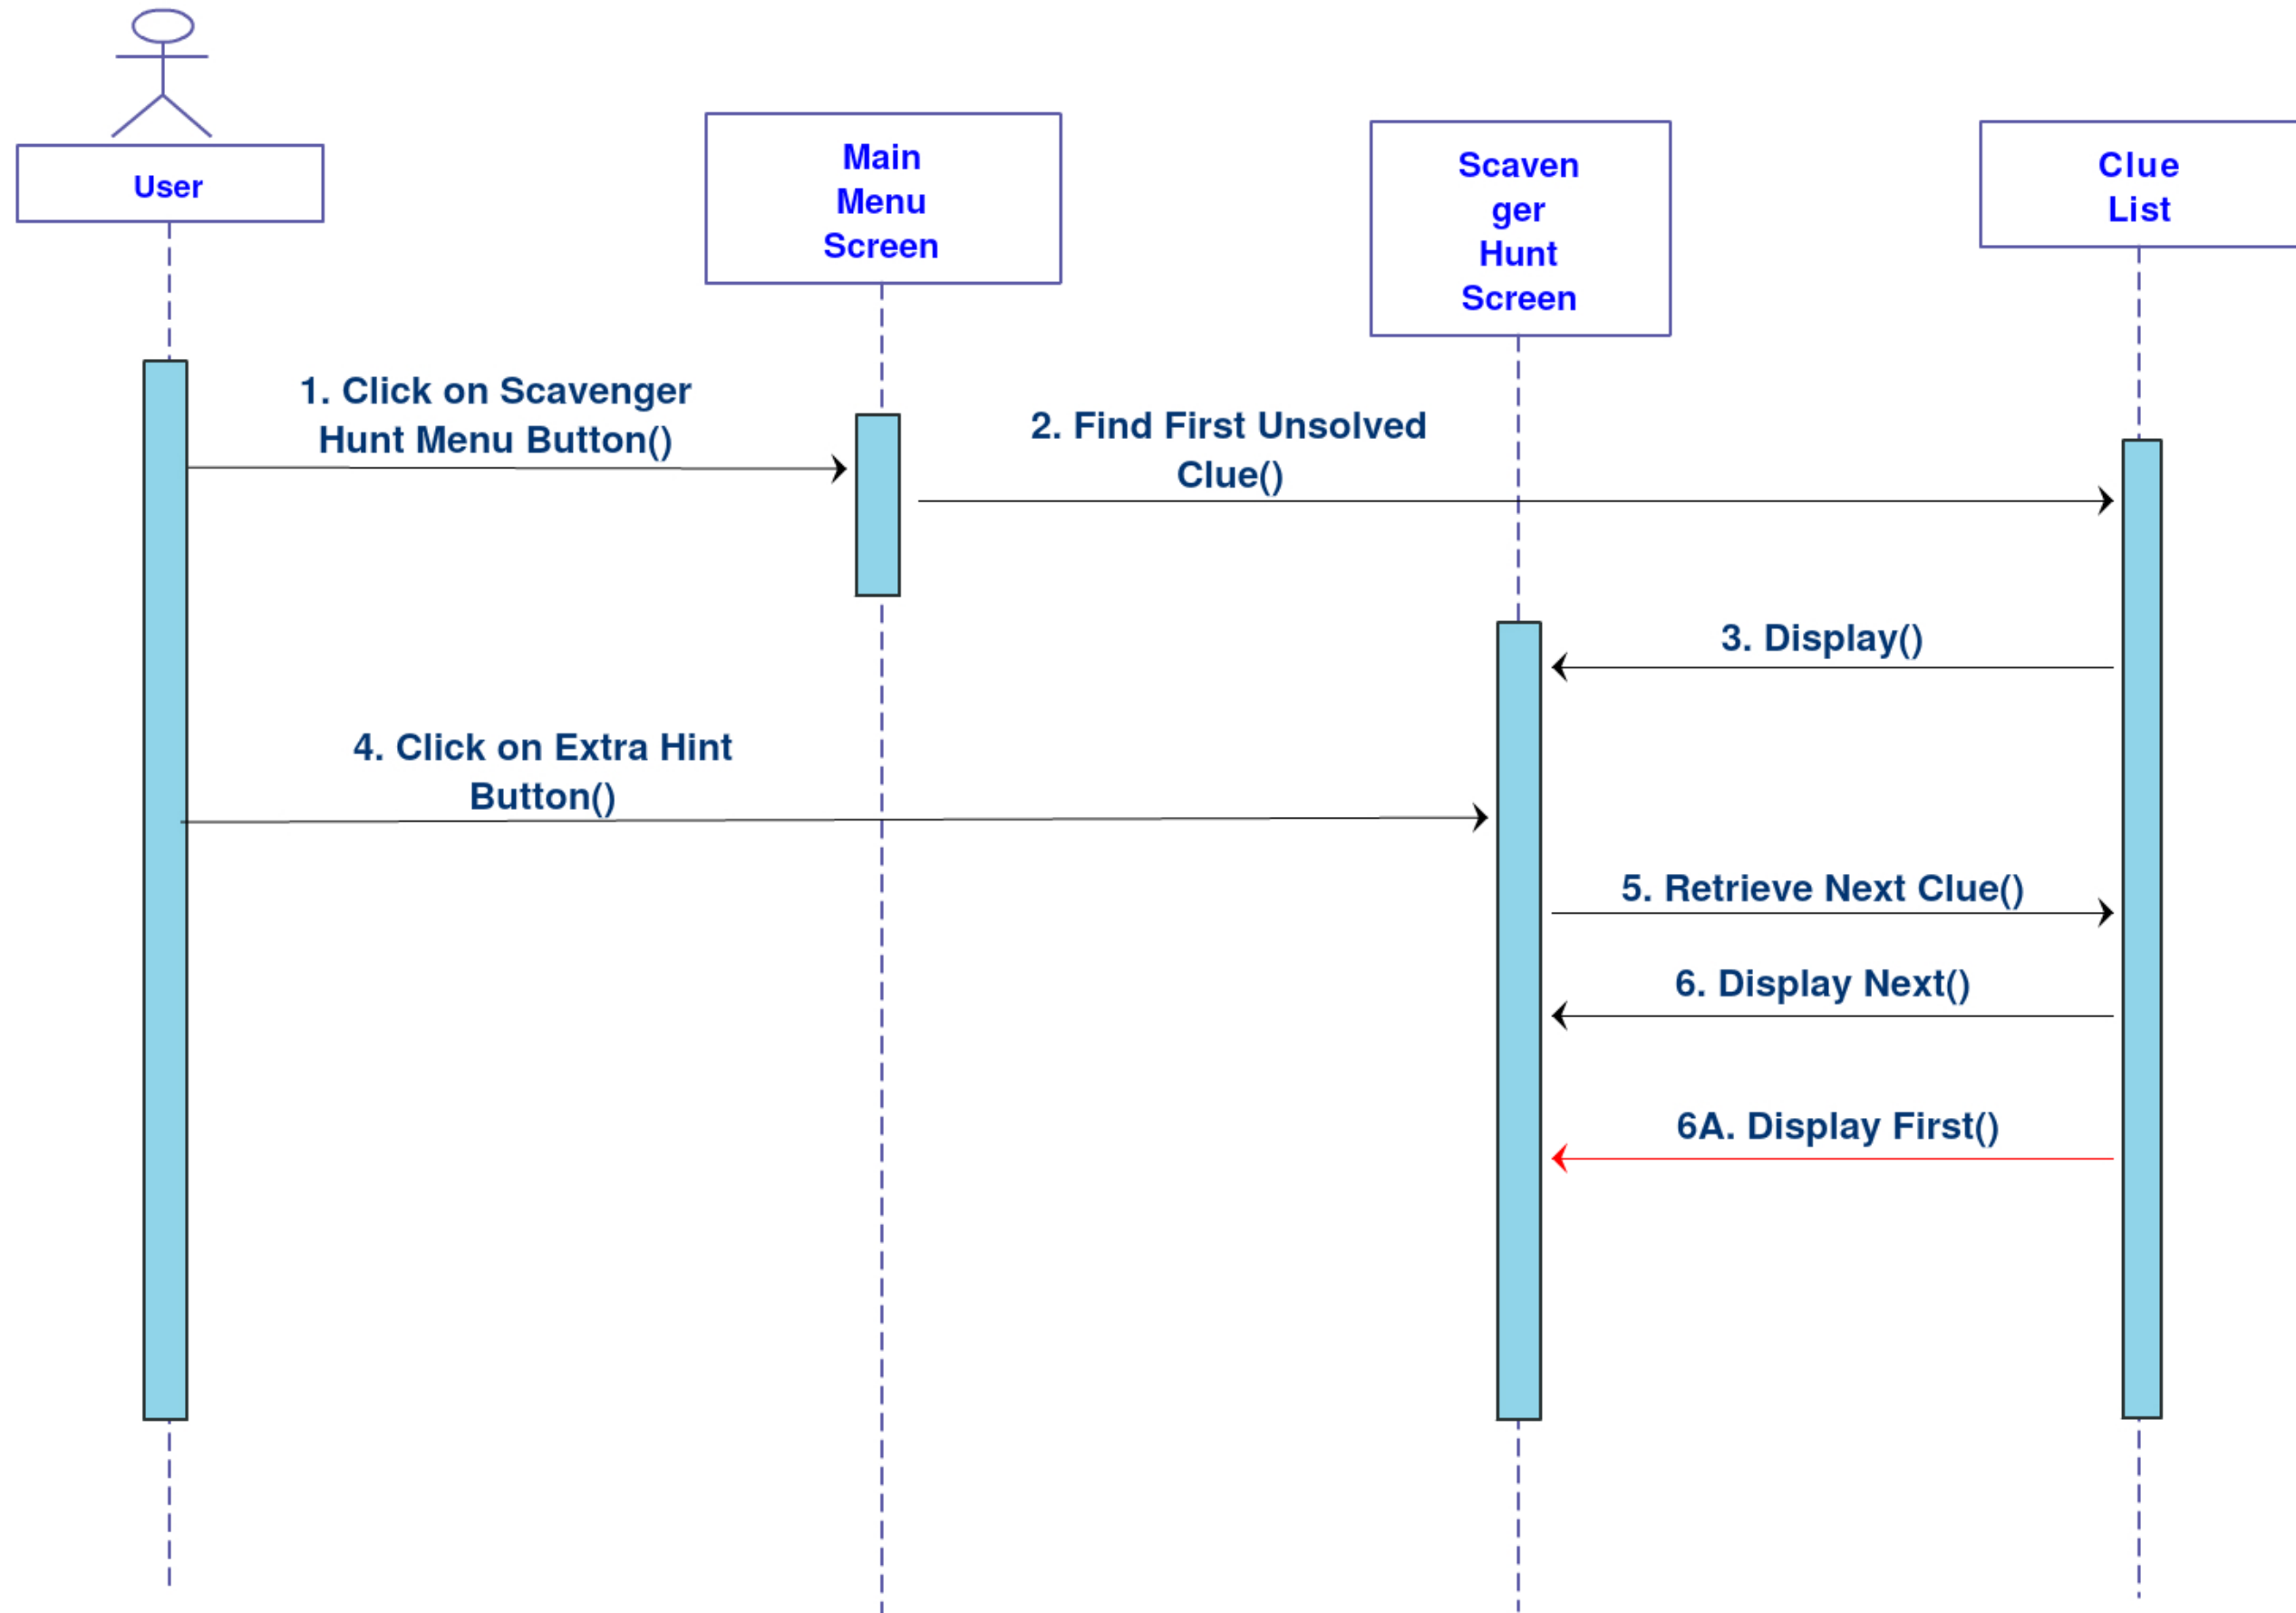 User
Main
Menu
Screen
Scaven
ger
Hunt
Screen
Clue
List
1. Click on Scavenger
Hunt Menu Button()
2. Find First Unsolved
Clue()
3. Display()
4. Click on Extra Hint
Button()
5. Retrieve Next Clue()
6. Display Next()
6A. Display First()